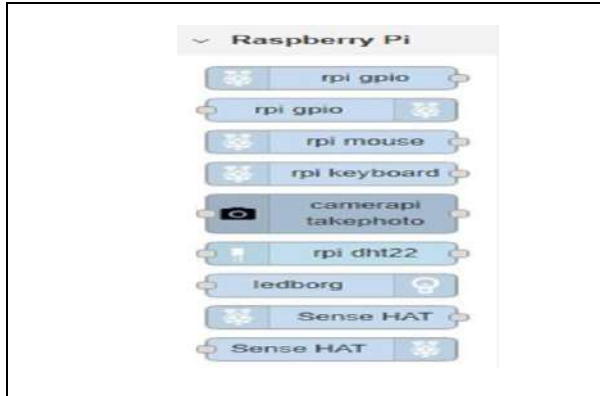 Raspberry Pi
rpi gpio
rpi gpio
rpi mouse
rpi keyboard
camerapi
takephoto
rpi dht22
ledborg
Sense HAT
Sense HAT